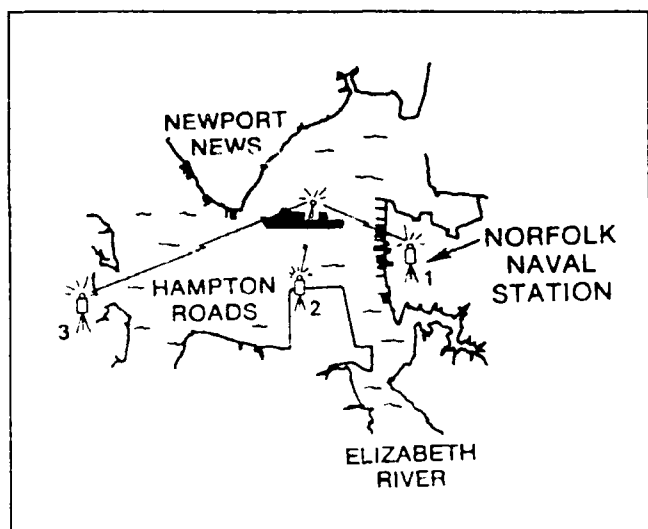 NEWPORT
NEWS
NORFOLK
NAVAL
STATION
1
HAMPTON
ROADS
2
3
ELIZABETH
RIVER